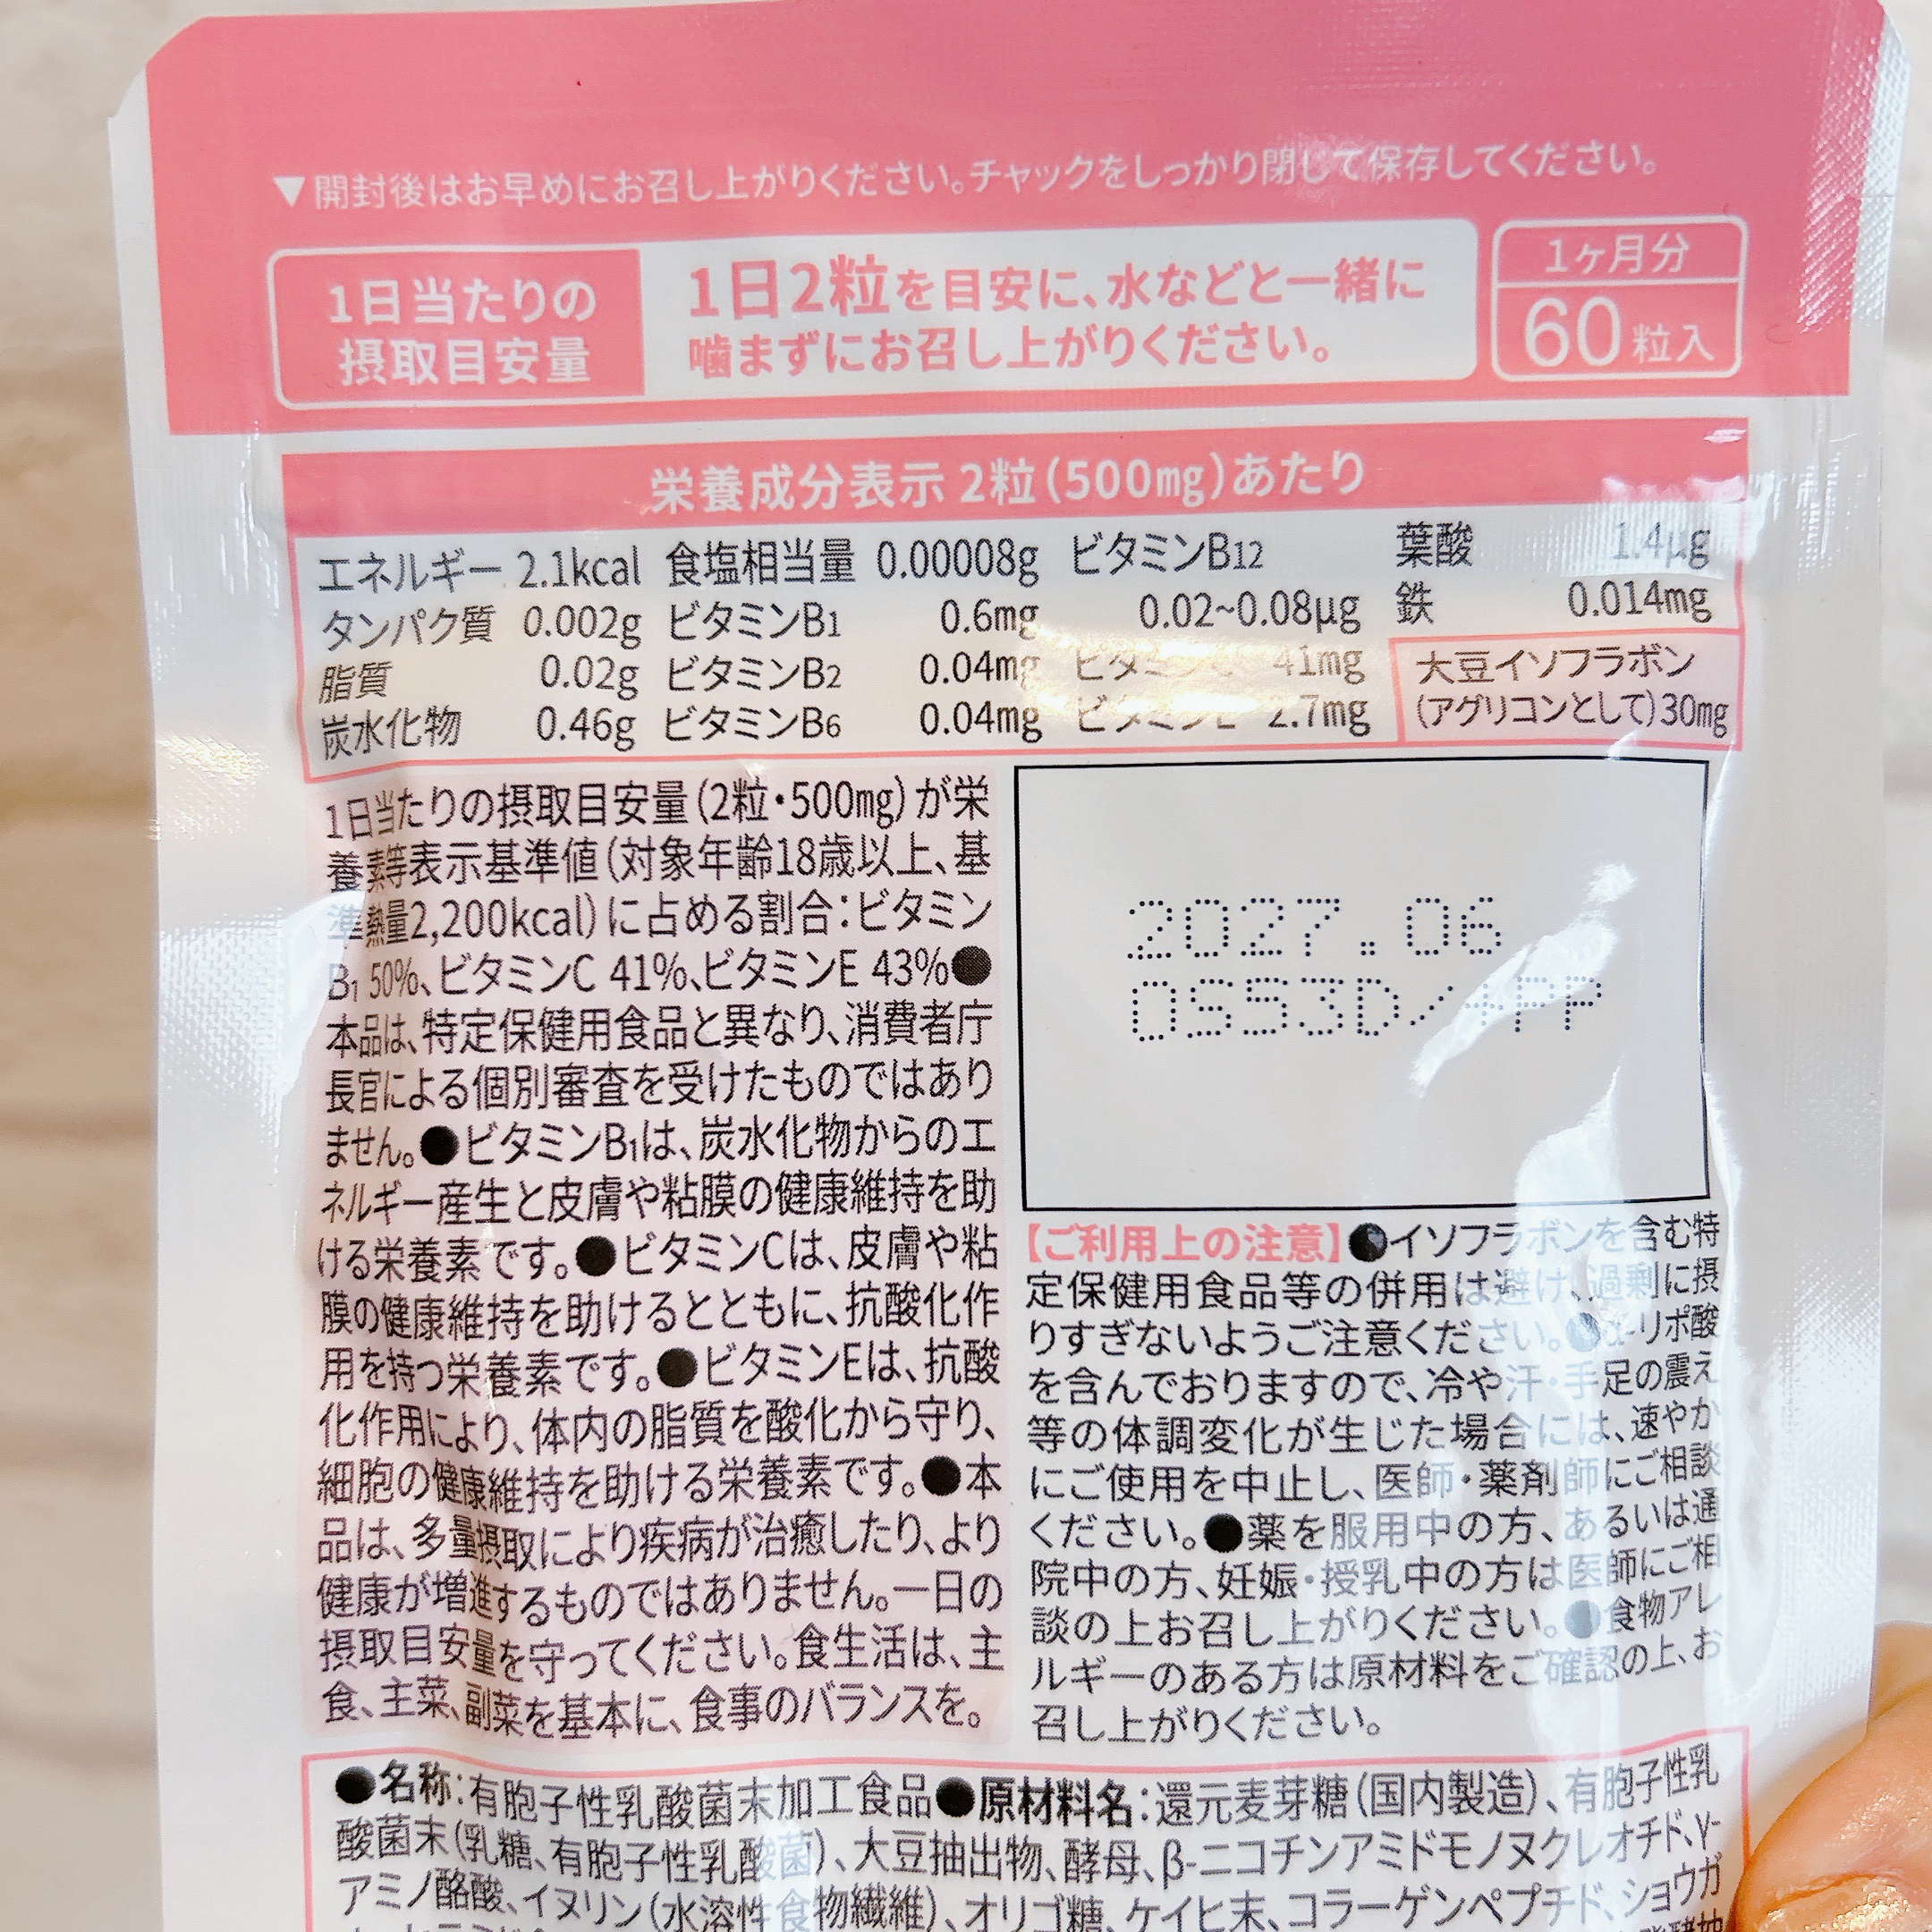 ▼開封後はお早めにお召し上がりください。チャックをしっかり閉じて保存してください。
1日当たりの
摂取目安量
1日2粒を目安に、水などと一緒に
噛まずにお召し上がりください。
1ヶ月分
60粒入
栄養成分表示 2粒(500mg)あたり
エネルギー 2.1kcal 食塩相当量 0.00008g ビタミンB12 葉酸 1.4μg
タンパク質 0.002g ビタミンB1 0.6mg 0.02~0.08μg 鉄 0.014mg
脂質 0.02g ビタミンB2 0.04mg ビタミンC 41mg 大豆イソフラボン
炭水化物 0.46g ビタミンB6 0.04mg ビタミンE 2.7mg (アグリコンとして)30mg
1日当たりの摂取目安量(2粒・500mg)が栄
養素等表示基準値(対象年齢18歳以上、基
準熱量2,200kcal)に占める割合:ビタミン
B1 50%、ビタミンC 41%、ビタミンE 43%●
本品は、特定保健用食品と異なり、消費者庁
長官による個別審査を受けたものではあり
ません。●ビタミンB1は、炭水化物からのエ
ネルギー産生と皮膚や粘膜の健康維持を助
ける栄養素です。●ビタミンCは、皮膚や粘
膜の健康維持を助けるとともに、抗酸化作
用を持つ栄養素です。●ビタミンEは、抗酸
化作用により、体内の脂質を酸化から守り、
細胞の健康維持を助ける栄養素です。●本
品は、多量摂取により疾病が治癒したり、より
健康が増進するものではありません。一日の
摂取目安量を守ってください。食生活は、主
食、主菜、副菜を基本に、食事のバランスを。
2027.06
0S53D/4PP
【ご利用上の注意】●イソフラボンを含む特
定保健用食品等の併用は避け、過剰に摂
りすぎないようご注意ください。●α-リポ酸
を含んでおりますので、冷や汗・手足の震え
等の体調変化が生じた場合には、速やか
にご使用を中止し、医師・薬剤師にご相談
ください。●薬を服用中の方、あるいは通
院中の方、妊娠・授乳中の方は医師にご相
談の上お召し上がりください。●食物アレ
ルギーのある方は原材料をご確認の上、お
召し上がりください。
●名称:有胞子性乳酸菌末加工食品●原材料名:還元麦芽糖(国内製造)、有胞子性乳
酸菌末(乳糖、有胞子性乳酸菌)、大豆抽出物、酵母、β-ニコチンアミドモノヌクレオチド、γ-
アミノ酪酸、イヌリン(水溶性食物繊維)、オリゴ糖、ケイヒ末、コラーゲンペプチド、ショウガ